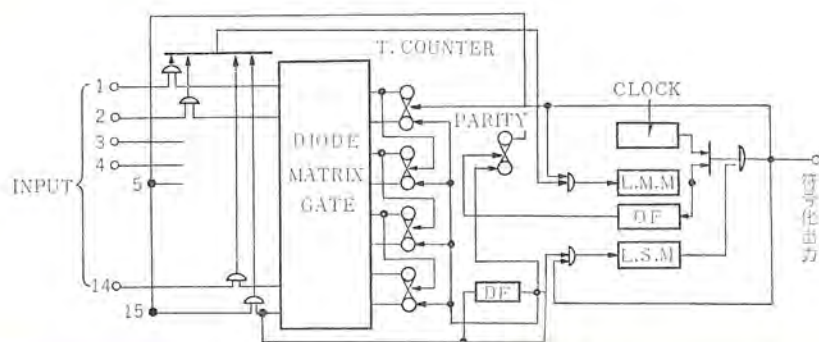 T. COUNTER
CLOCK
1
2
3
4
5
INPUT
14
15
DIODE
MATRIX
GATE
PARITY
L.M.M
DF
L.S.M
DF
符号化出力